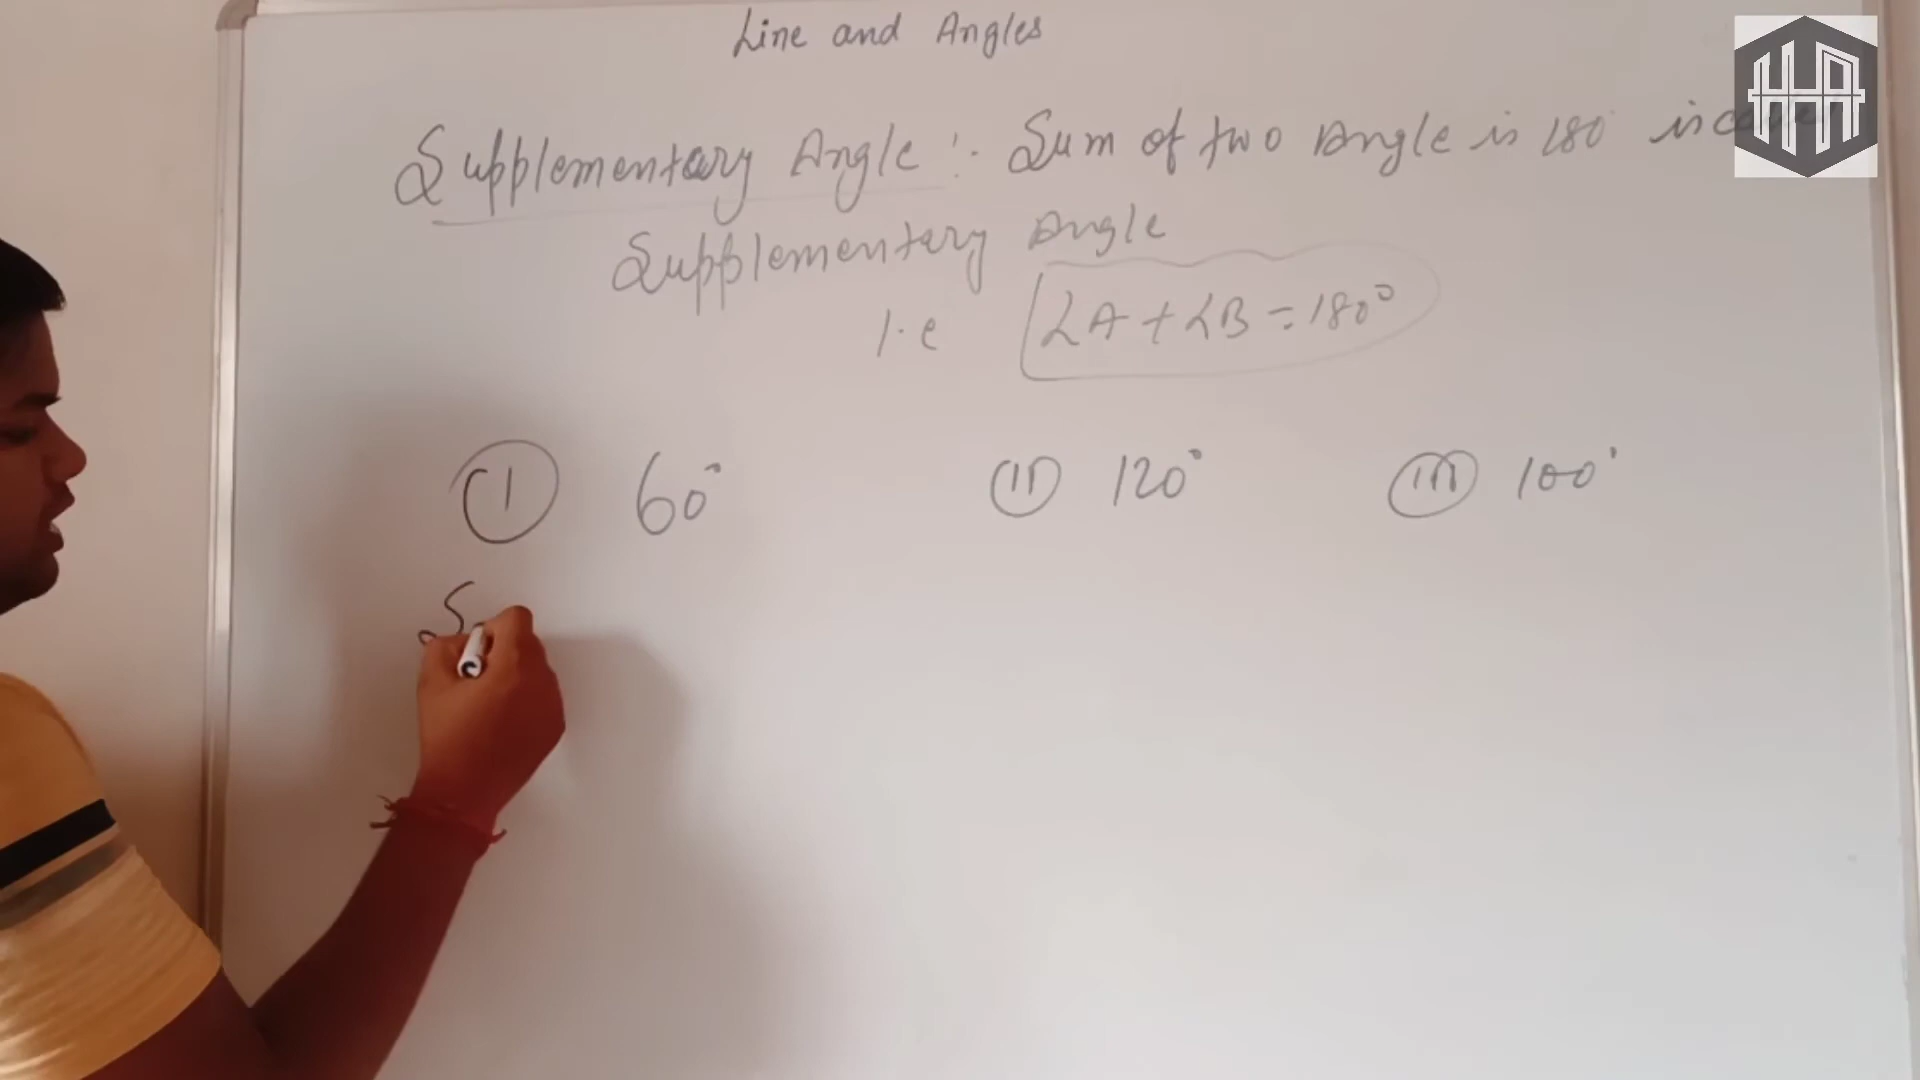 Line and Angles
Supplementary Angle :- Sum of two Angle is 180° is
Supplementary Angle
i.e ∠A + ∠B = 180°
(I) 60° (II) 120° (III) 100°
S
HHA